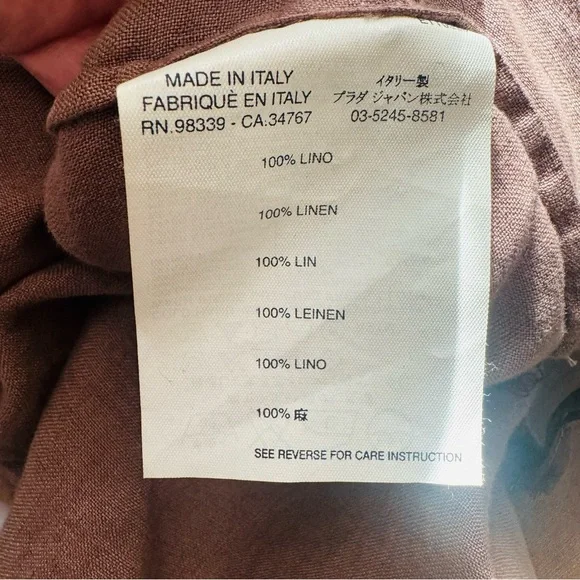 MADE IN ITALY
FABRIQUÈ EN ITALY
RN.98339 - CA.34767
イタリー製
プラダ ジャパン株式会社
03-5245-8581
100% LINO
100% LINEN
100% LIN
100% LEINEN
100% LINO
100% 麻
SEE REVERSE FOR CARE INSTRUCTION